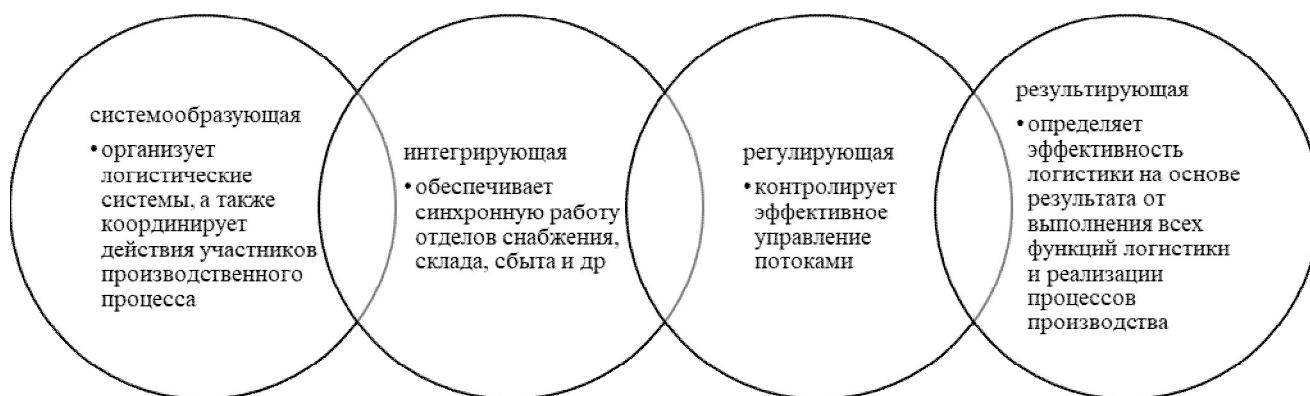 системообразующая
• организует
логистические
системы, а также
координирует
действия участников
производственного
процесса
интегрирующая
• обеспечивает
синхронную работу
отделов снабжения,
склада, сбыта и др
регулирующая
• контролирует
эффективное
управление
потоками
результирующая
• определяет
эффективность
логистики на основе
результата от
выполнения всех
функций логистики
и реализации
процессов
производства